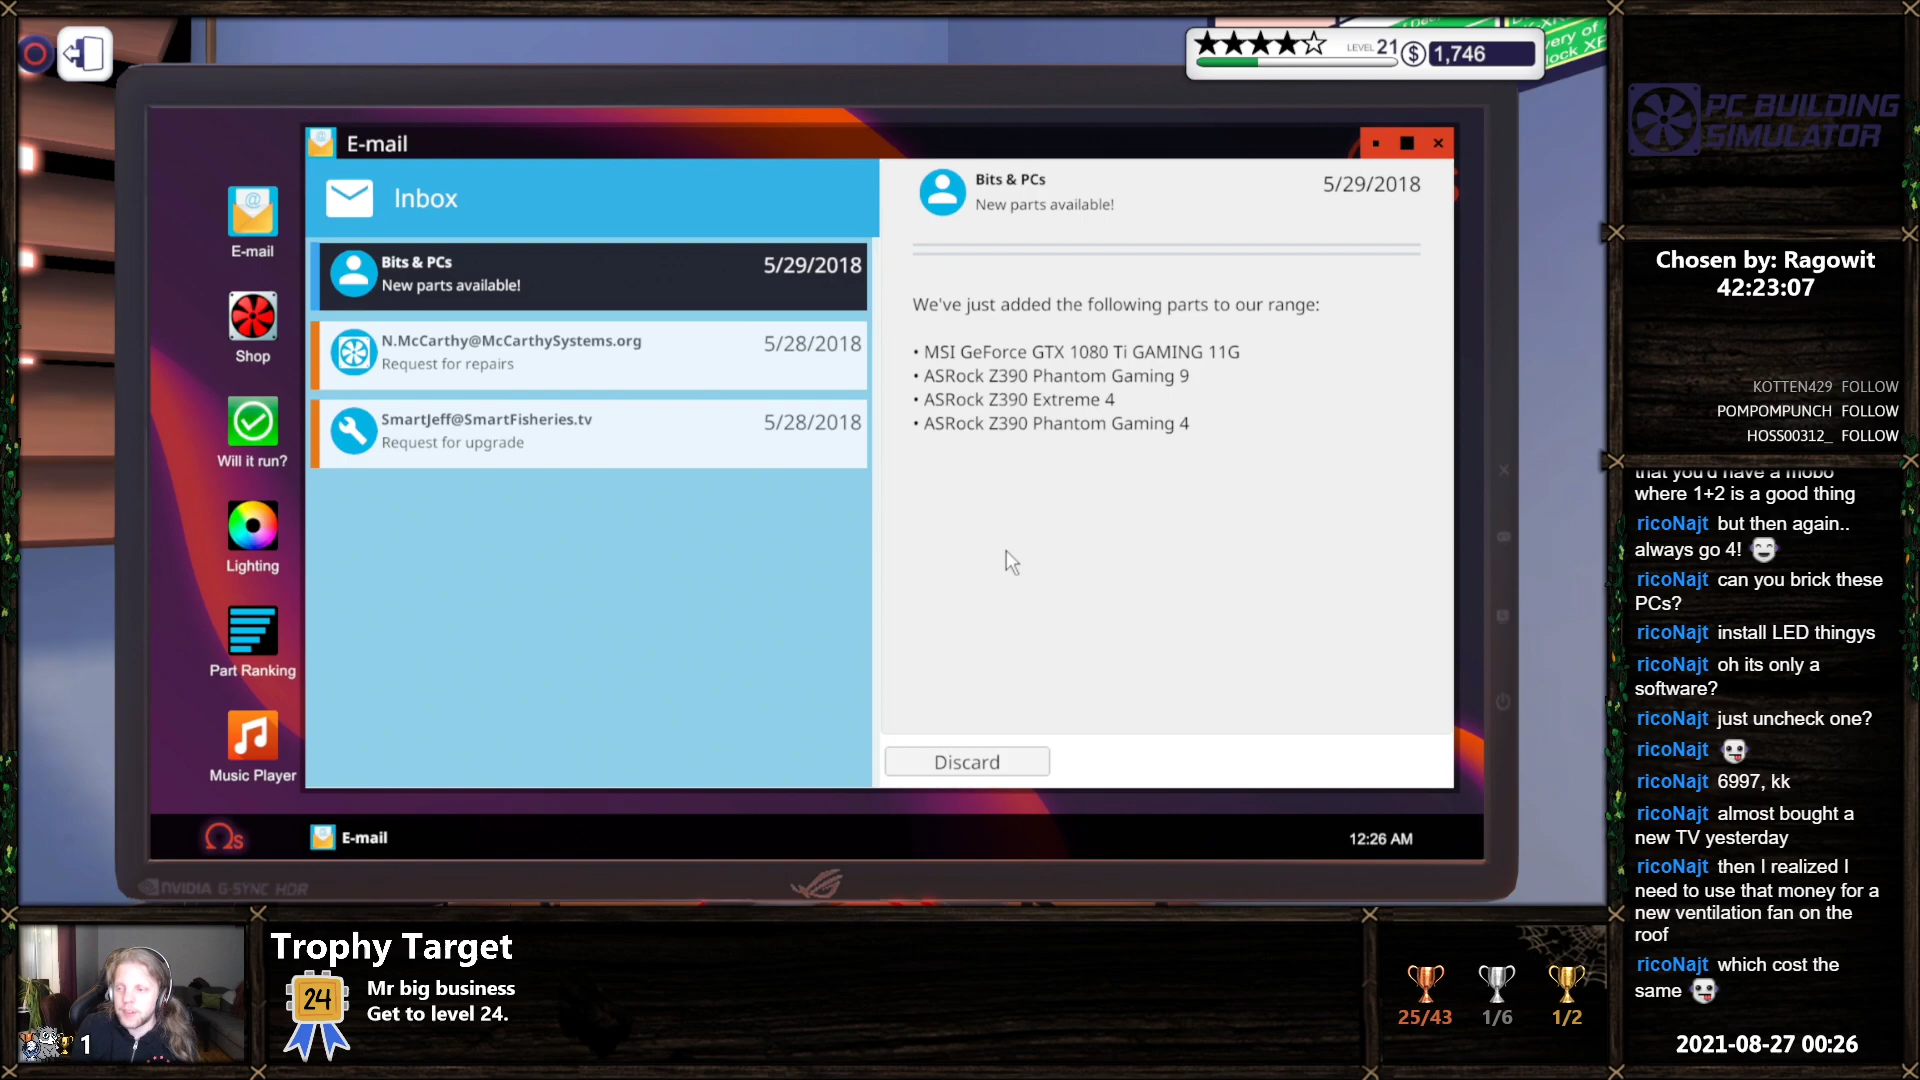 LEVEL 21
$ 1,746
PC BUILDING
SIMULATOR
E-mail
Inbox
Bits & PCs
New parts available!
5/29/2018
N.McCarthy@McCarthySystems.org
Request for repairs
5/28/2018
SmartJeff@SmartFisheries.tv
Request for upgrade
5/28/2018
Bits & PCs
New parts available!
5/29/2018
We've just added the following parts to our range:
• MSI GeForce GTX 1080 Ti GAMING 11G
• ASRock Z390 Phantom Gaming 9
• ASRock Z390 Extreme 4
• ASRock Z390 Phantom Gaming 4
Discard
E-mail
Shop
Will it run?
Lighting
Part Ranking
Music Player
Ωs
E-mail
12:26 AM
NVIDIA G-SYNC HDR
Chosen by: Ragowit
42:23:07
KOTTEN429 FOLLOW
POMPOMPUNCH FOLLOW
HOSS00312_ FOLLOW
that you'd have a mobo
where 1+2 is a good thing
ricoNajt but then again..
always go 4!
ricoNajt can you brick these
PCs?
ricoNajt install LED thingys
ricoNajt oh its only a
software?
ricoNajt just uncheck one?
ricoNajt
ricoNajt 6997, kk
ricoNajt almost bought a
new TV yesterday
ricoNajt then I realized I
need to use that money for a
new ventilation fan on the
roof
ricoNajt which cost the
same
2021-08-27 00:26
Trophy Target
24
Mr big business
Get to level 24.
1
25/43
1/6
1/2